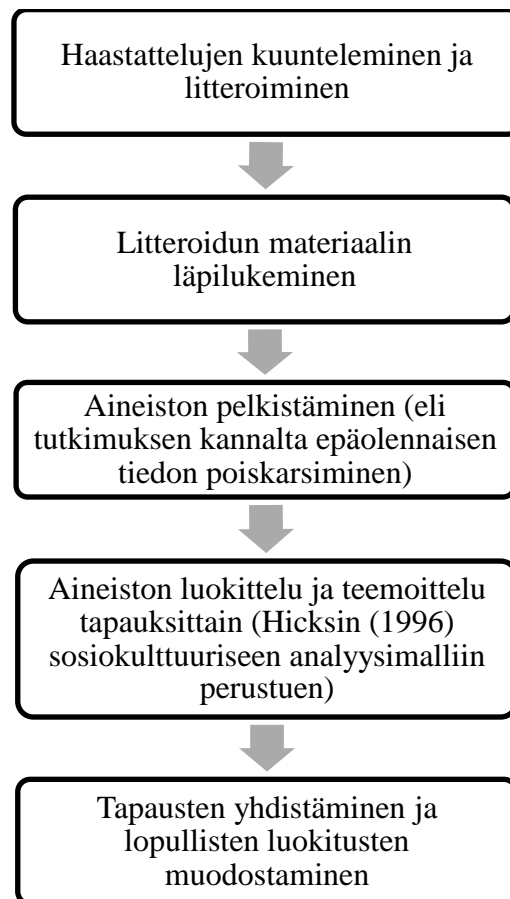 Haastattelujen kuunteleminen ja
litteroiminen
Litteroidun materiaalin
läpilukeminen
Aineiston pelkistäminen (eli
tutkimuksen kannalta epäolennaisen
tiedon poiskarsiminen)
Aineiston luokittelu ja teemoittelu
tapauksittain (Hicksin (1996)
sosiokulttuuriseen analyysimalliin
perustuen)
Tapausten yhdistäminen ja
lopullisten luokitusten
muodostaminen